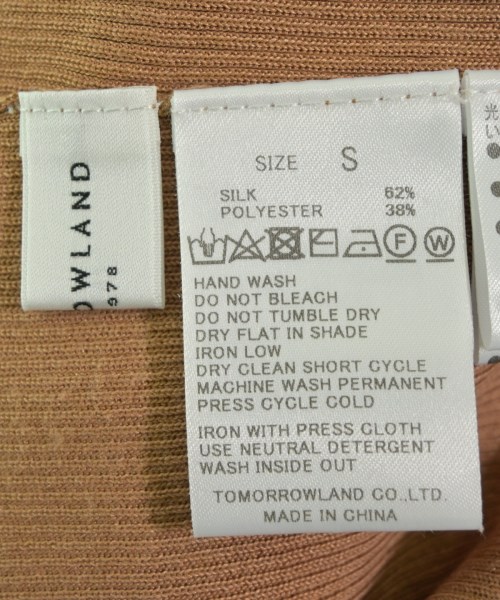 OWLAND
978
SIZE S
SILK 62%
POLYESTER 38%
F W
HAND WASH
DO NOT BLEACH
DO NOT TUMBLE DRY
DRY FLAT IN SHADE
IRON LOW
DRY CLEAN SHORT CYCLE
MACHINE WASH PERMANENT
PRESS CYCLE COLD
IRON WITH PRESS CLOTH
USE NEUTRAL DETERGENT
WASH INSIDE OUT
TOMORROWLAND CO.,LTD.
MADE IN CHINA
光
い